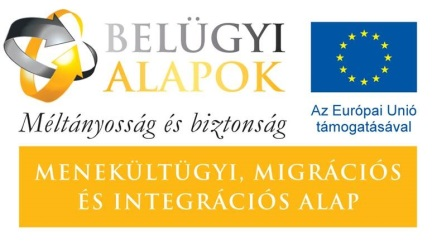 BELÜGYI
ALAPOK
Méltányosság és biztonság
Az Európai Unió
támogatásával
MENEKÜLTÜGYI, MIGRÁCIÓS
ÉS INTEGRÁCIÓS ALAP